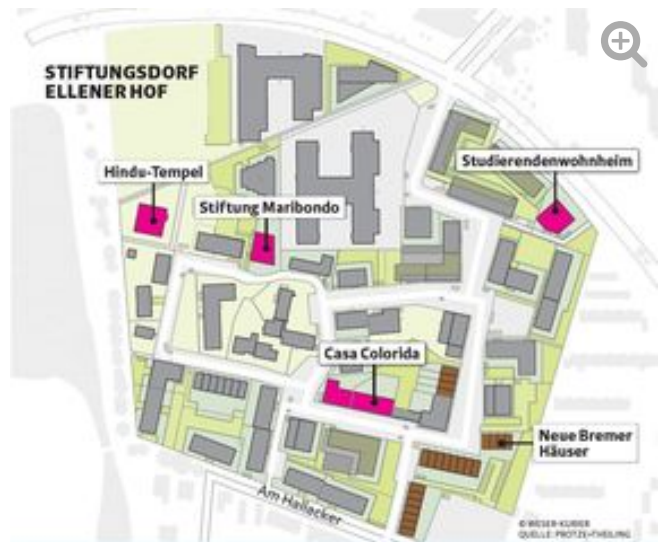 STIFTUNGSDORF
ELLENER HOF
Hindu-Tempel
Studierendenwohnheim
Stiftung Maribondo
Casa Colorida
Neue Bremer
Häuser
Am Hallacker
© WESER-KURIER
QUELLE: PROTZE+THEILING